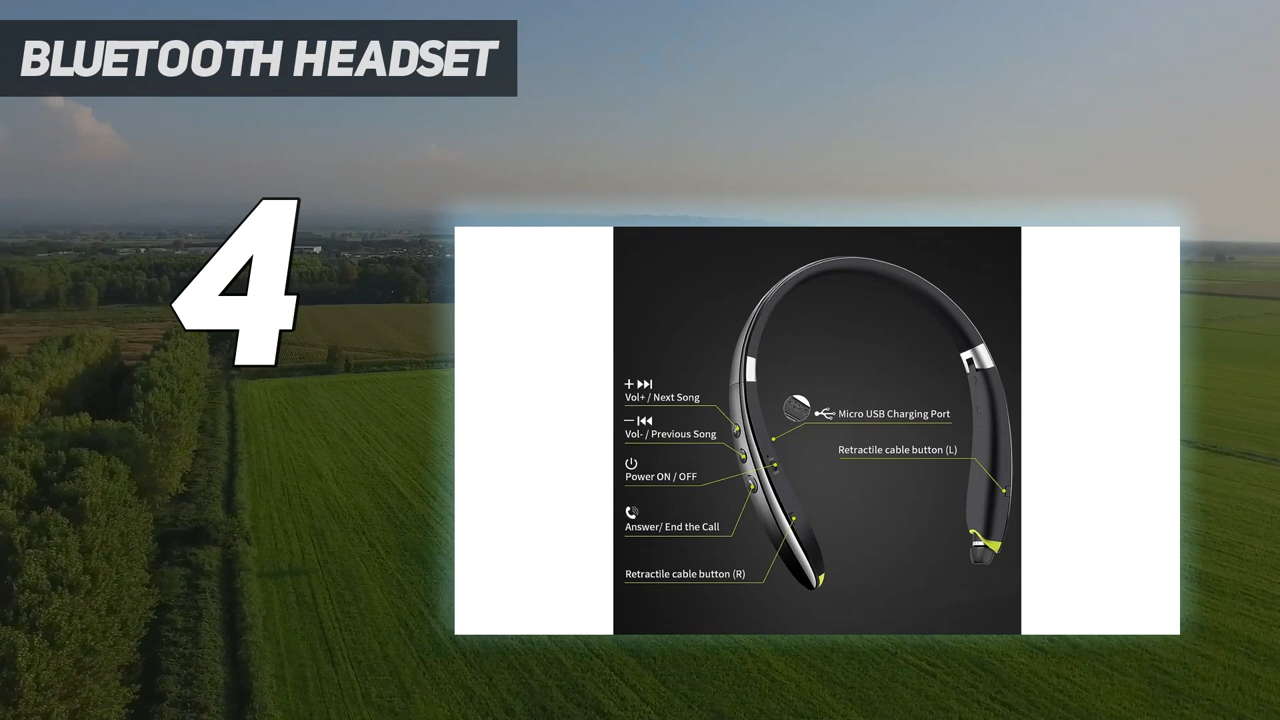 BLUETOOTH HEADSET
4
Vol+ / Next Song
Vol- / Previous Song
Power ON / OFF
Answer/ End the Call
Retractile cable button (R)
Micro USB Charging Port
Retractile cable button (L)